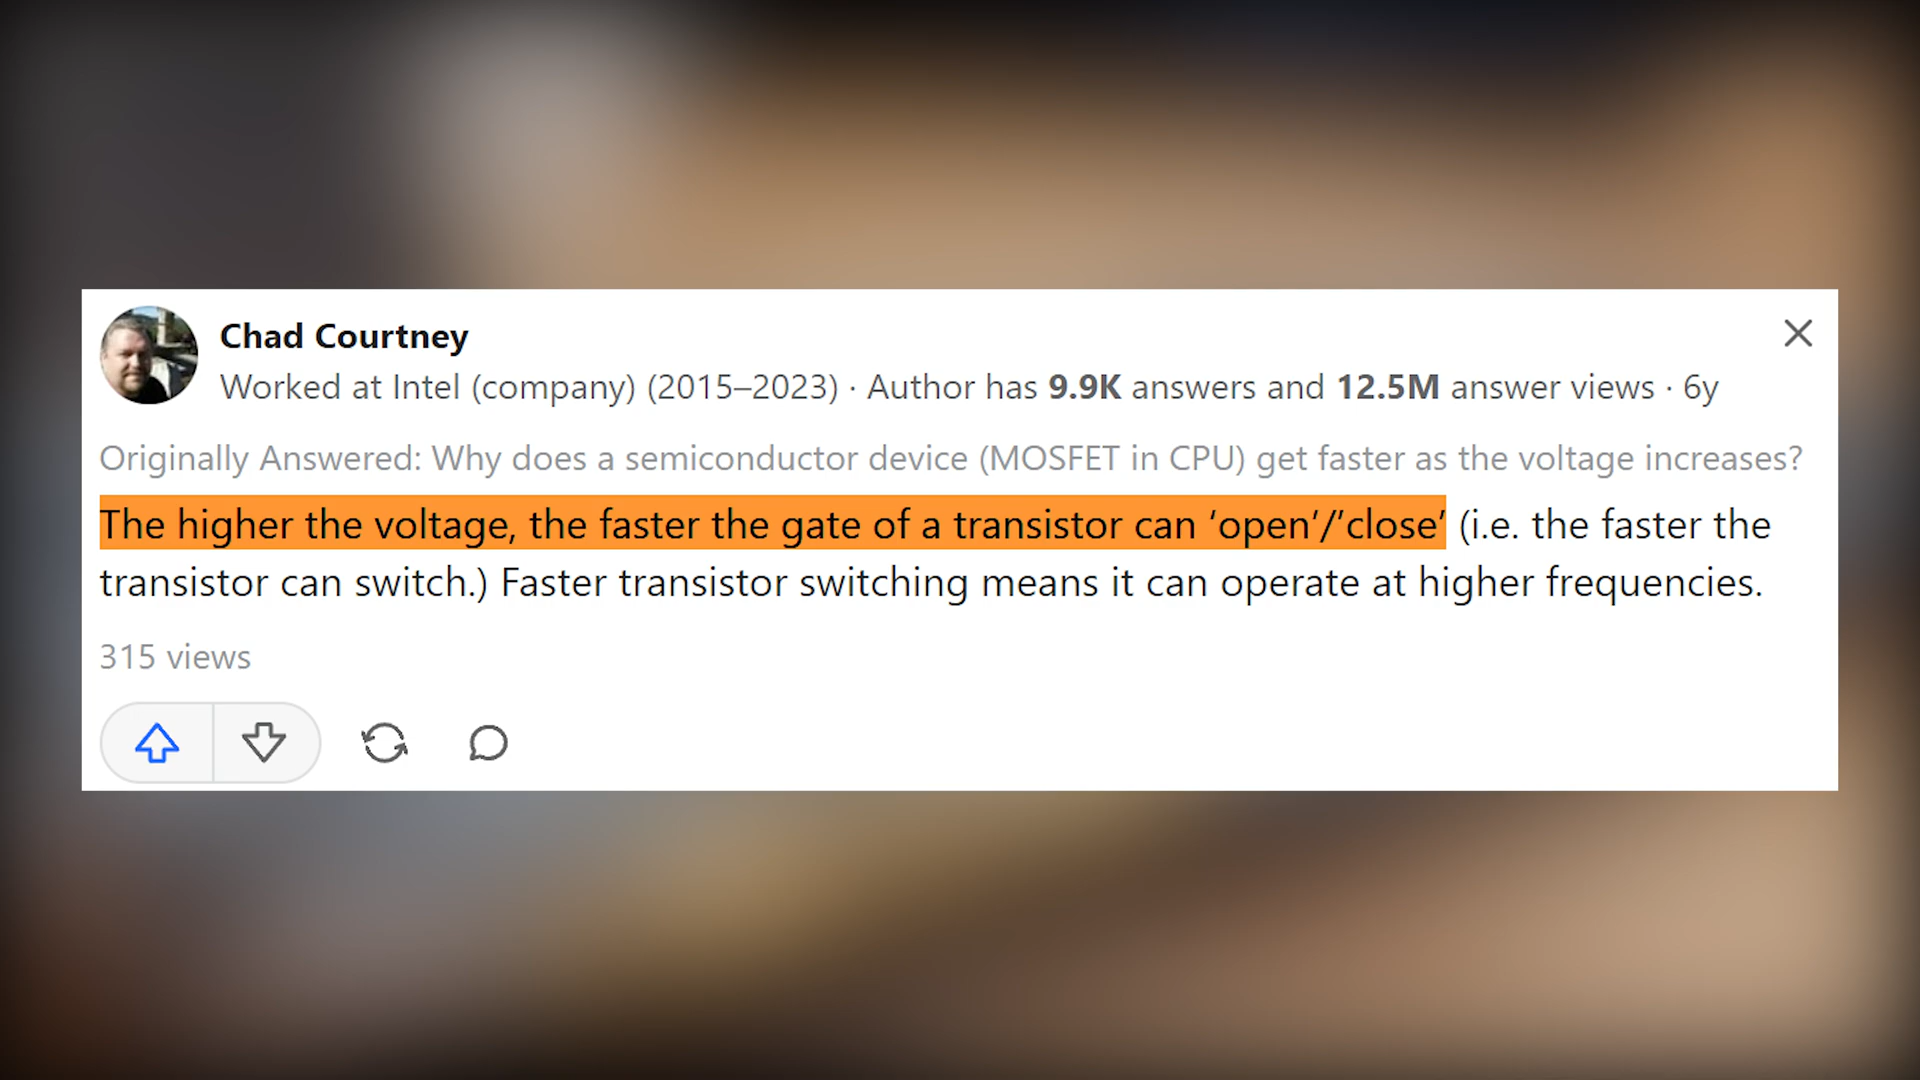 Chad Courtney
Worked at Intel (company) (2015–2023) · Author has 9.9K answers and 12.5M answer views · 6y
Originally Answered: Why does a semiconductor device (MOSFET in CPU) get faster as the voltage increases?
The higher the voltage, the faster the gate of a transistor can ‘open’/’close’ (i.e. the faster the
transistor can switch.) Faster transistor switching means it can operate at higher frequencies.
315 views